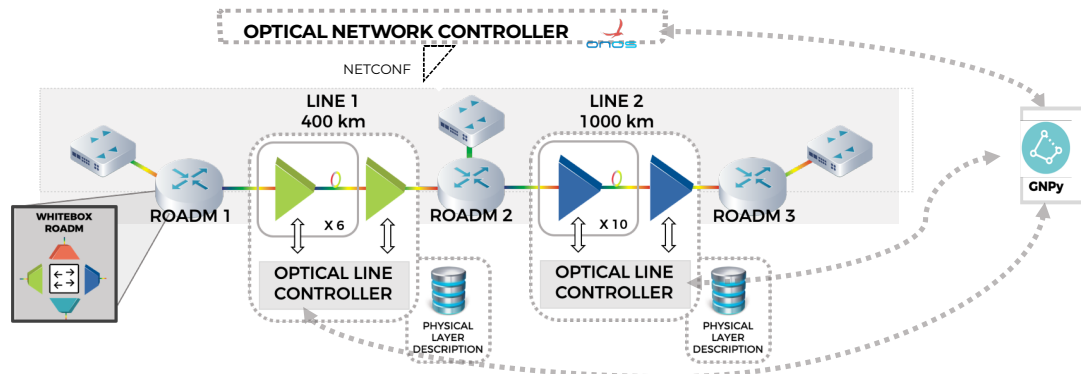 OPTICAL NETWORK CONTROLLER
onos
NETCONF
LINE 1
400 km
LINE 2
1000 km
GNPy
ROADM 1
X 6
ROADM 2
X 10
ROADM 3
WHITEBOX
ROADM
OPTICAL LINE
CONTROLLER
OPTICAL LINE
CONTROLLER
PHYSICAL
LAYER
DESCRIPTION
PHYSICAL
LAYER
DESCRIPTION